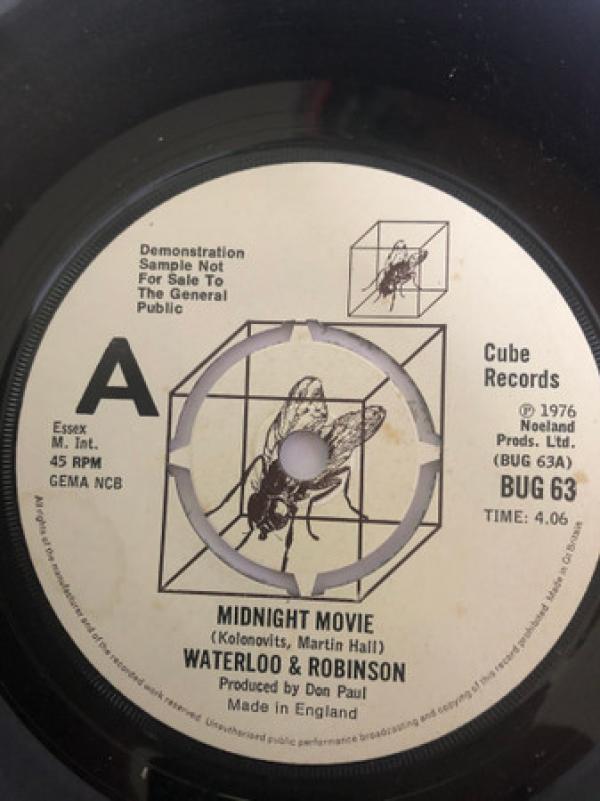 Demonstration
Sample Not
For Sale To
The General
Public
A
Essex
M. Int.
45 RPM
GEMA NCB
Cube
Records
℗ 1976
Noeland
Prods. Ltd.
(BUG 63A)
BUG 63
TIME: 4.06
MIDNIGHT MOVIE
(Kolonovits, Martin Hall)
WATERLOO & ROBINSON
Produced by Don Paul
Made in England
All rights of the manufacturer and of the recorded work reserved. Unauthorised public performance broadcasting and copying of this record prohibited. Made in Gt Britain